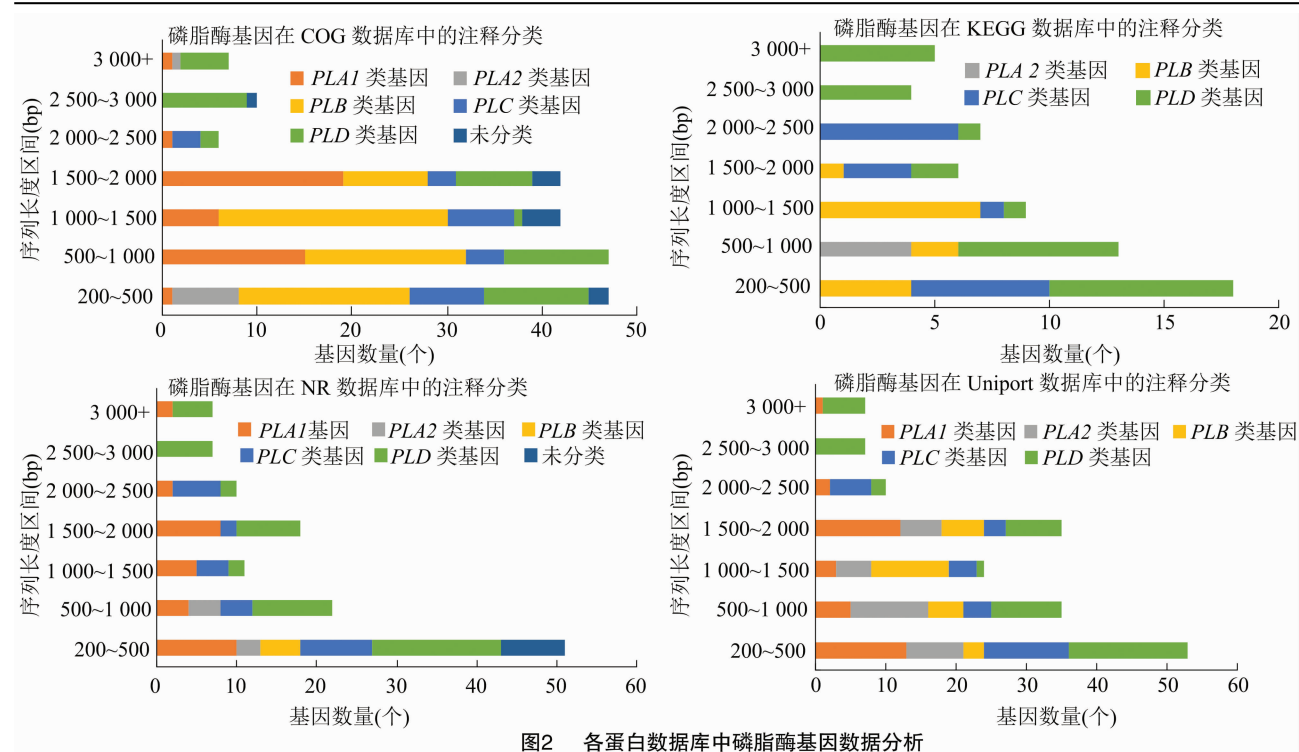 磷脂酶基因在 COG 数据库中的注释分类
序列长度区间(bp)
3 000+
2 500~3 000
2 000~2 500
1 500~2 000
1 000~1 500
500~1 000
200~500
PLA1 类基因
PLA2 类基因
PLB 类基因
PLC 类基因
PLD 类基因
未分类
0 10 20 30 40 50
基因数量(个)
磷脂酶基因在 KEGG 数据库中的注释分类
序列长度区间(bp)
3 000+
2 500~3 000
2 000~2 500
1 500~2 000
1 000~1 500
500~1 000
200~500
PLA 2 类基因
PLB 类基因
PLC 类基因
PLD 类基因
0 5 10 15 20
基因数量(个)
磷脂酶基因在 NR 数据库中的注释分类
序列长度区间(bp)
3 000+
2 500~3 000
2 000~2 500
1 500~2 000
1 000~1 500
500~1 000
200~500
PLA1基因
PLA2 类基因
PLB 类基因
PLC 类基因
PLD 类基因
未分类
0 10 20 30 40 50 60
基因数量(个)
磷脂酶基因在 Uniport 数据库中的注释分类
序列长度区间(bp)
3 000+
2 500~3 000
2 000~2 500
1 500~2 000
1 000~1 500
500~1 000
200~500
PLA1 类基因
PLA2 类基因
PLB 类基因
PLC 类基因
PLD 类基因
0 10 20 30 40 50 60
基因数量(个)
图2 各蛋白数据库中磷脂酶基因数据分析